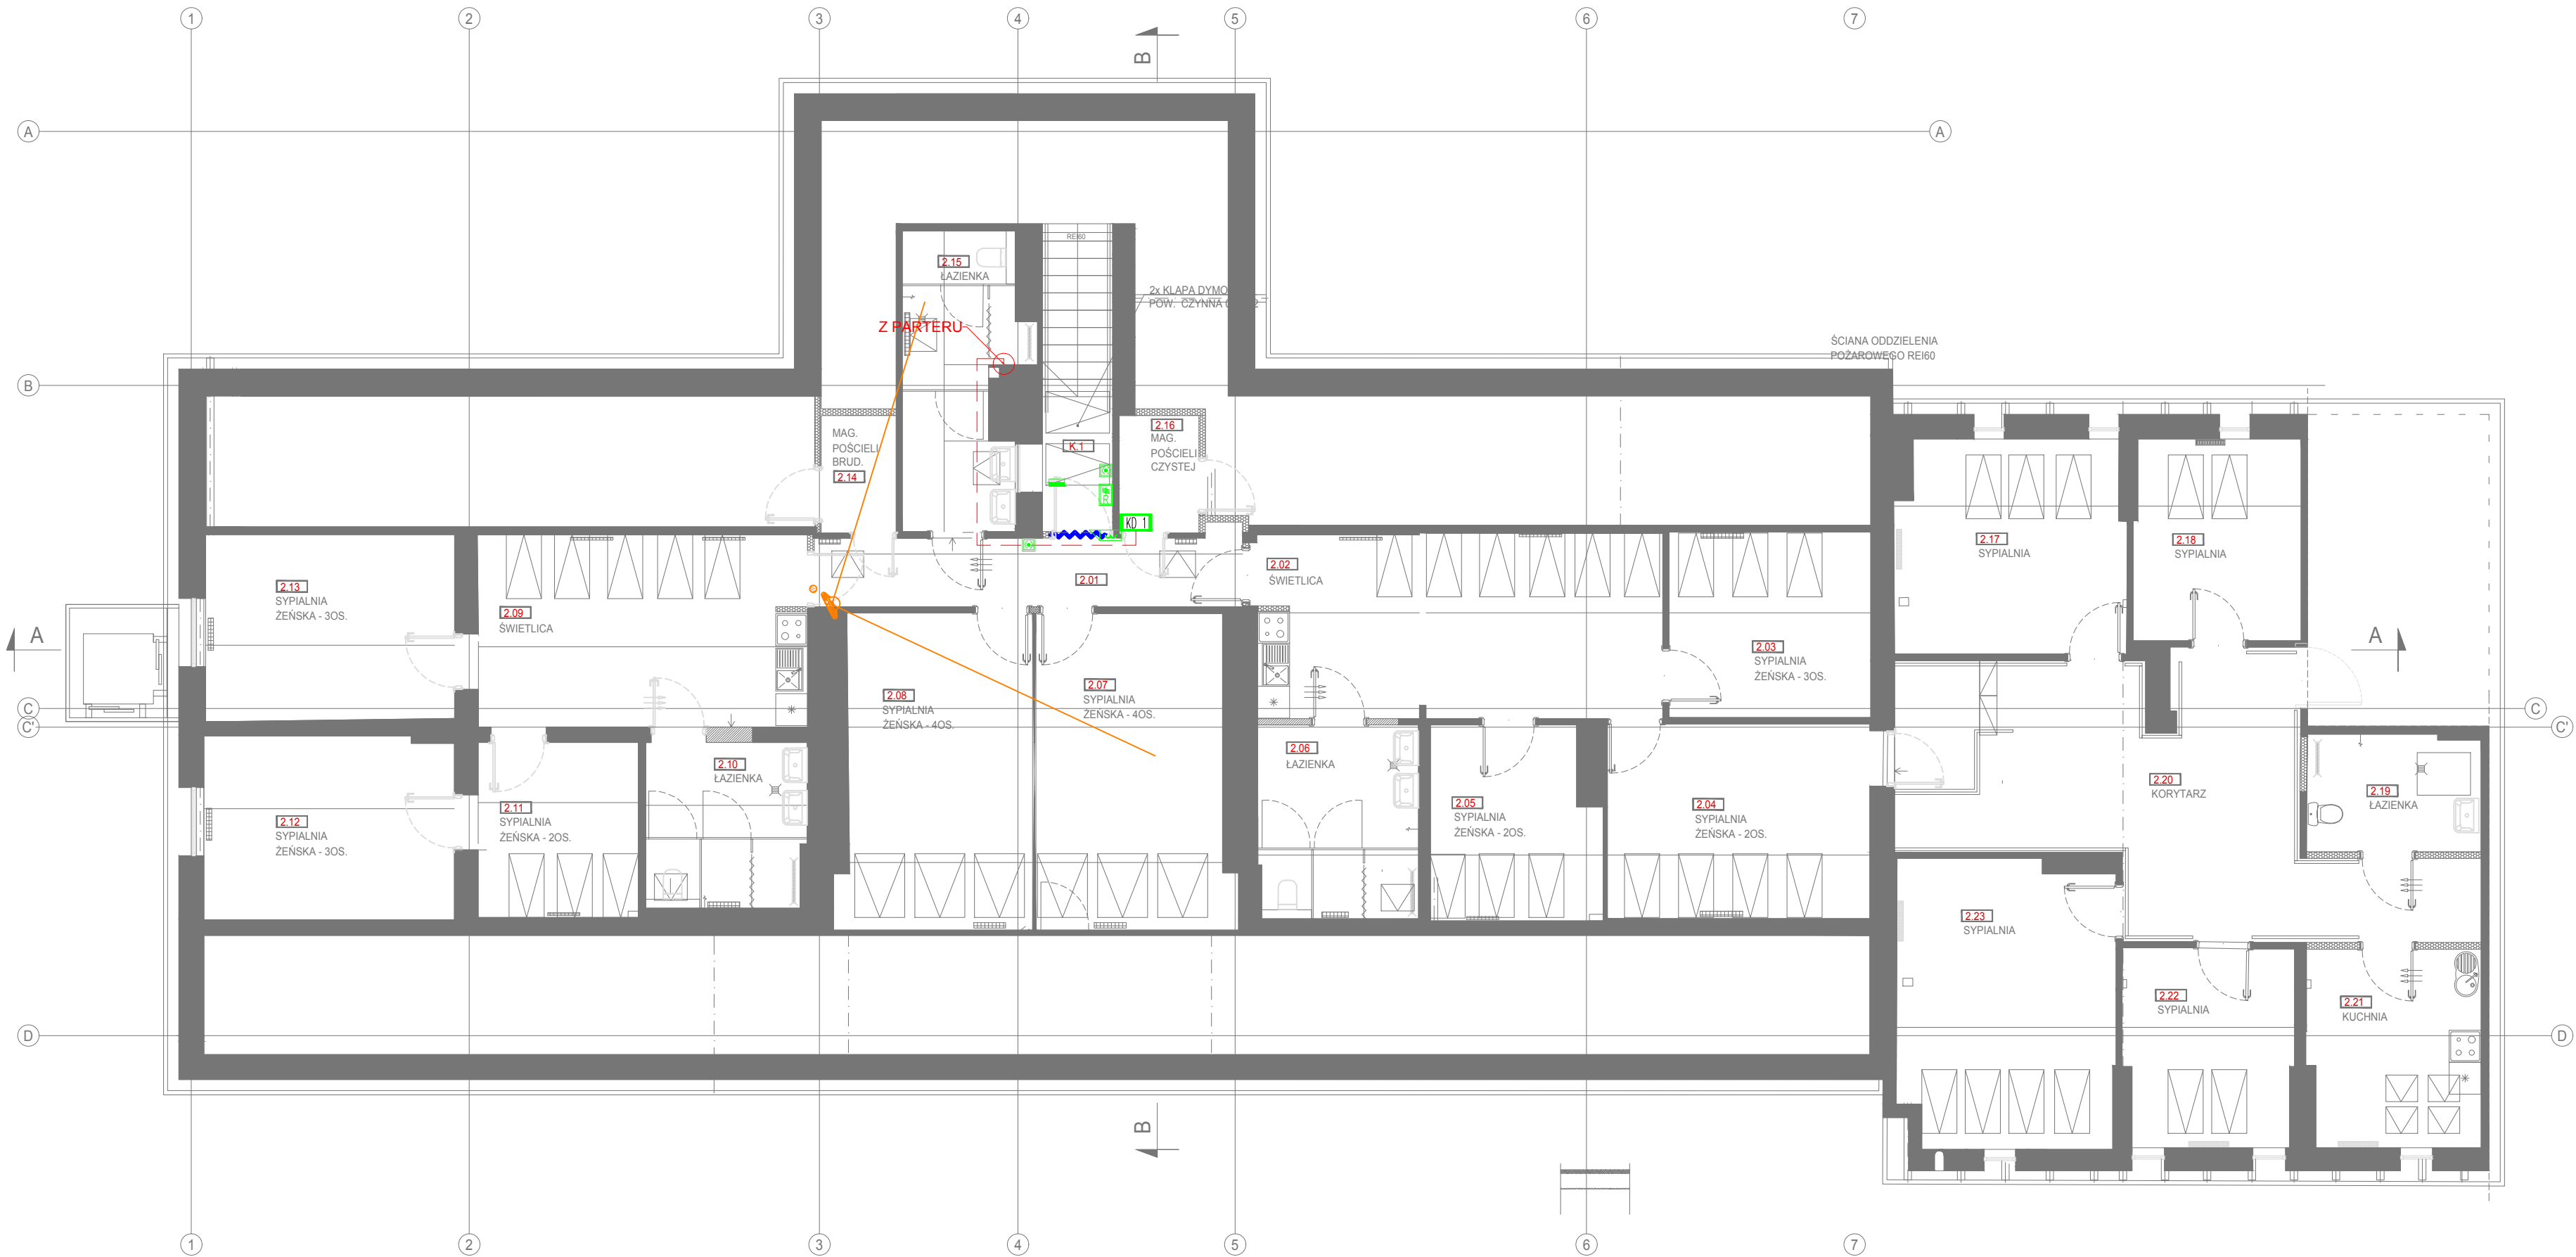 1
2
3
4
5
6
7
B
A
A
REI60
2.15
ŁAZIENKA
2x KLAPA DYMO
POW. CZYNNA
Z PARTERU
ŚCIANA ODDZIELENIA
POŻAROWEGO REI60
B
MAG.
POŚCIELI
BRUD.
2.14
K.1
2.16
MAG.
POŚCIELI
CZYSTEJ
R
KD 1
2.17
SYPIALNIA
2.18
SYPIALNIA
2.13
SYPIALNIA
ŻEŃSKA - 3OS.
2.09
ŚWIETLICA
2.01
2.02
ŚWIETLICA
A
A
2.03
SYPIALNIA
ŻEŃSKA - 3OS.
2.08
SYPIALNIA
ŻEŃSKA - 4OS.
2.07
SYPIALNIA
ŻEŃSKA - 4OS.
C
C
C'
C'
2.10
ŁAZIENKA
2.06
ŁAZIENKA
2.20
KORYTARZ
2.19
ŁAZIENKA
2.12
SYPIALNIA
ŻEŃSKA - 3OS.
2.11
SYPIALNIA
ŻEŃSKA - 2OS.
2.05
SYPIALNIA
ŻEŃSKA - 2OS.
2.04
SYPIALNIA
ŻEŃSKA - 2OS.
2.23
SYPIALNIA
2.22
SYPIALNIA
2.21
KUCHNIA
D
D
B
1
2
3
4
5
6
7